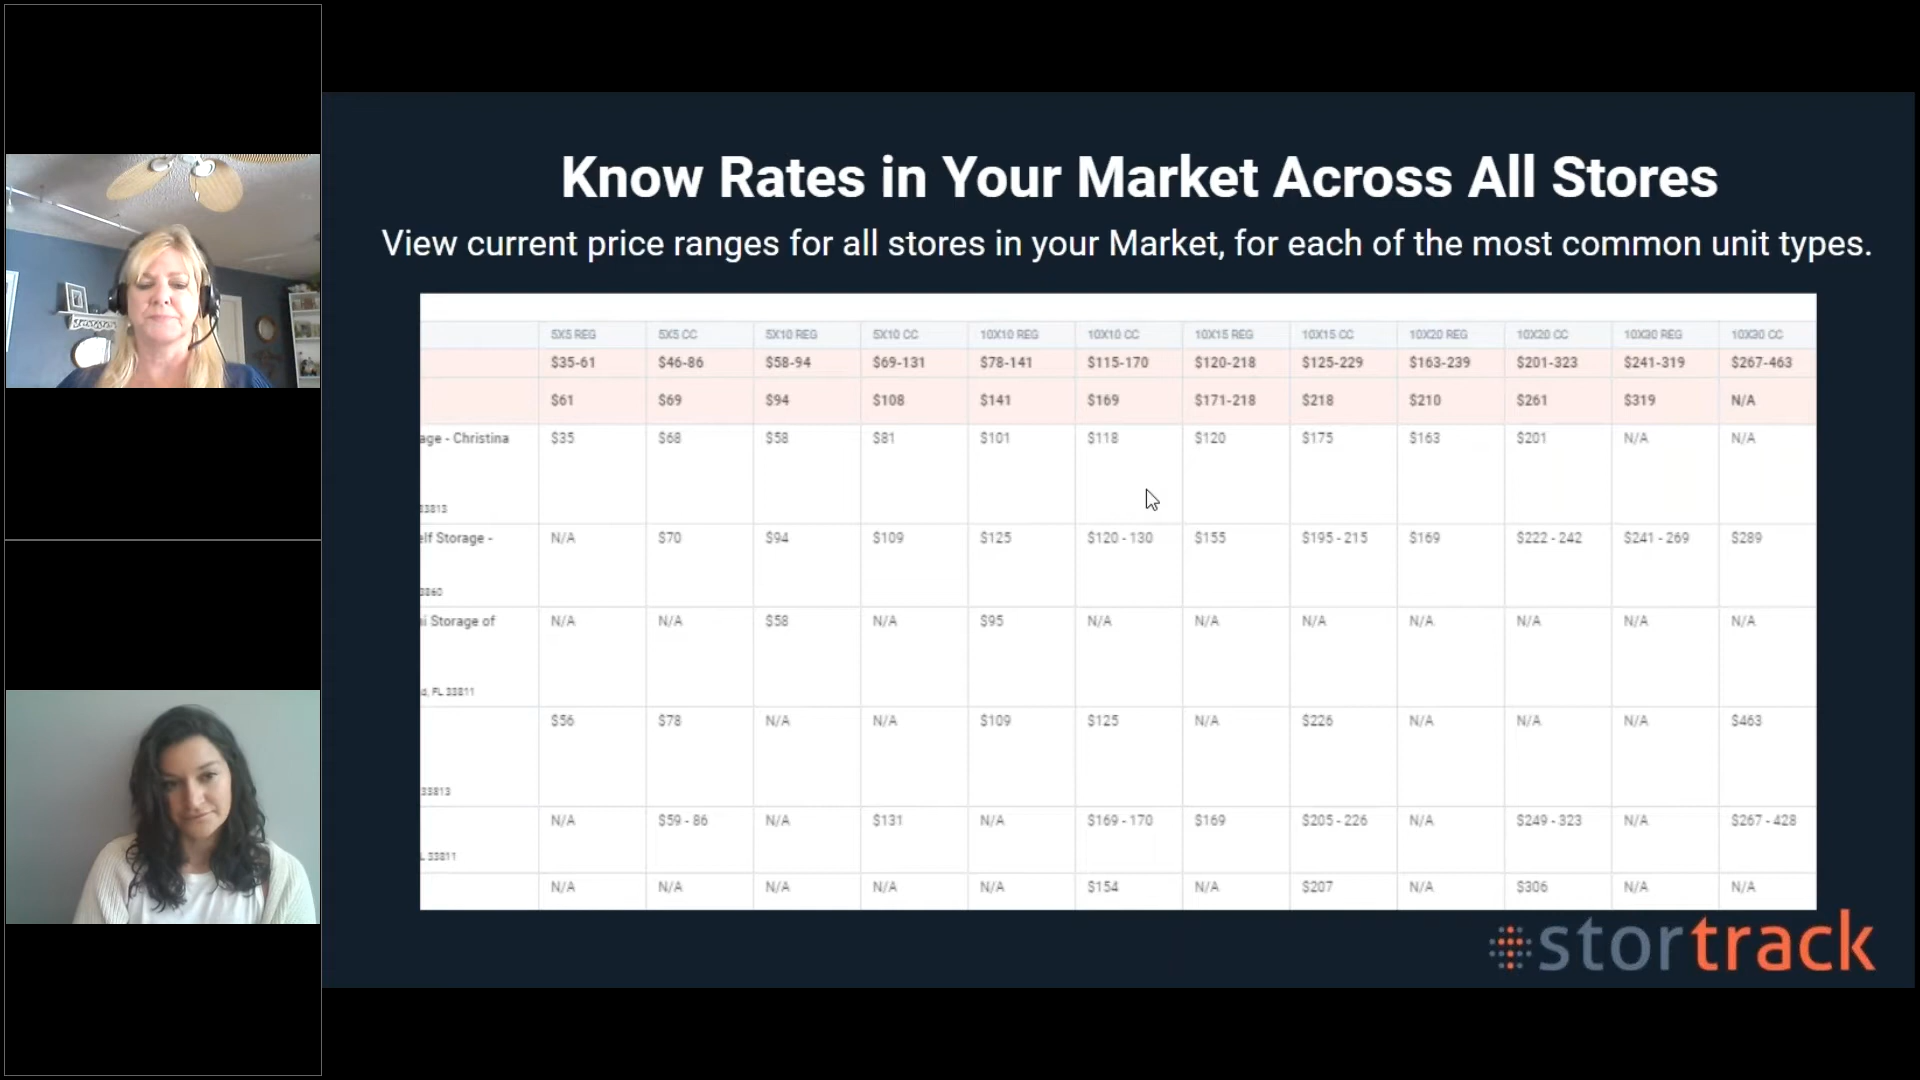 Know Rates in Your Market Across All Stores
View current price ranges for all stores in your Market, for each of the most common unit types.
5X5 REG 5X5 CC 5X10 REG 5X10 CC 10X10 REG 10X10 CC 10X15 REG 10X15 CC 10X20 REG 10X20 CC 10X30 REG 10X30 CC
$35-61 $46-86 $58-94 $69-131 $78-141 $115-170 $120-218 $125-229 $163-239 $201-323 $241-319 $267-463
$61 $69 $94 $108 $141 $169 $171-218 $218 $210 $261 $319 N/A
age - Christina $35 $68 $58 $81 $101 $118 $120 $175 $163 $201 N/A N/A
33813
elf Storage - N/A $70 $94 $109 $125 $120 - 130 $155 $195 - 215 $169 $222 - 242 $241 - 269 $289
3860
ni Storage of N/A N/A $58 N/A $95 N/A N/A N/A N/A N/A N/A N/A
d, FL 33811
$56 $78 N/A N/A $109 $125 N/A $226 N/A N/A N/A $463
33813
N/A $59 - 86 N/A $131 N/A $169 - 170 $169 $205 - 226 N/A $249 - 323 N/A $267 - 428
L 33811
N/A N/A N/A N/A N/A $154 N/A $207 N/A $306 N/A N/A
stortrack